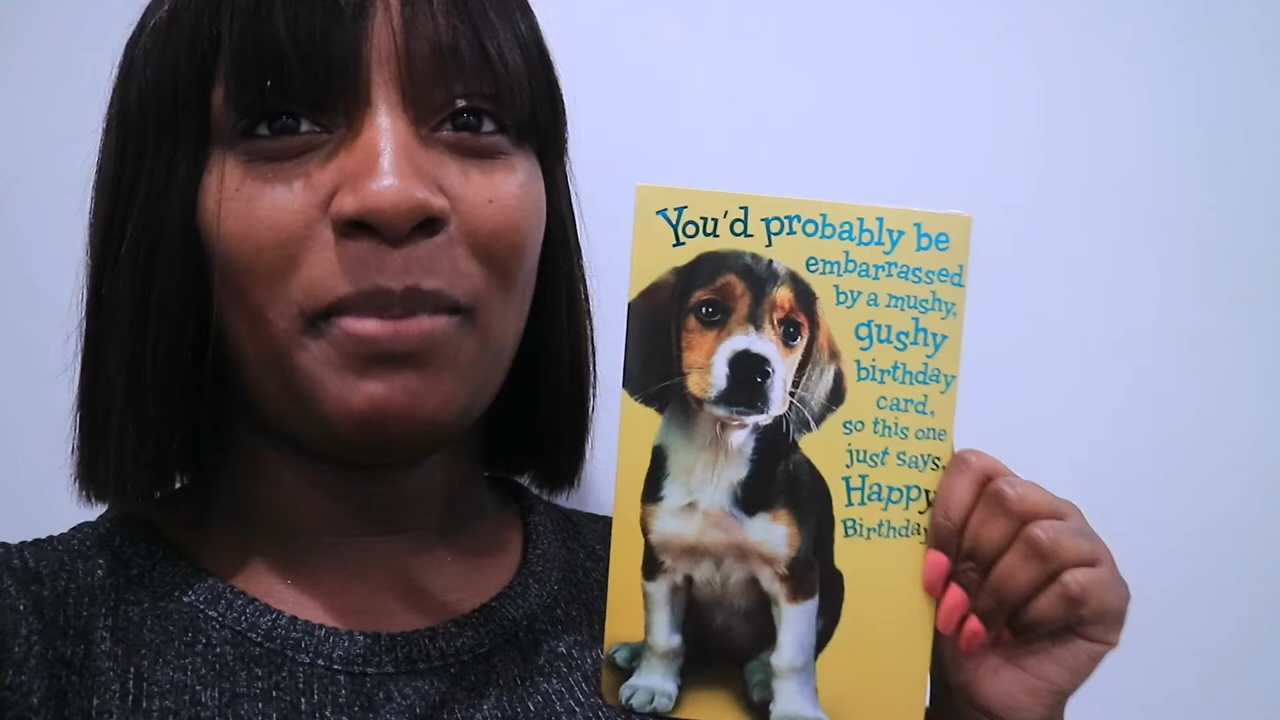 You'd probably be
embarrassed
by a mushy,
gushy
birthday
card,
so this one
just says,
Happy
Birthday